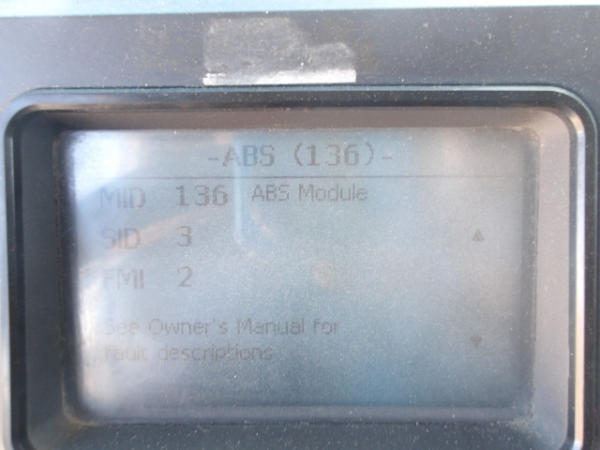 -ABS (136)-
MID 136 ABS Module
SID 3
FMI 2
See Owner's Manual for
fault descriptions